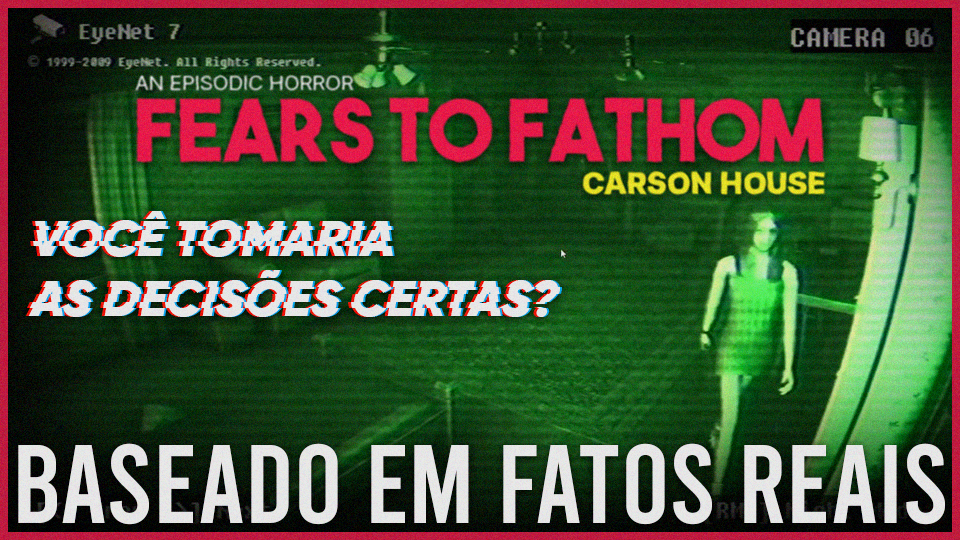 EyeNet 7
CAMERA 06
© 1999-2009 EyeNet. All Rights Reserved.
AN EPISODIC HORROR
FEARS TO FATHOM
CARSON HOUSE
VOCÊ TOMARIA
AS DECISÕES CERTAS?
BASEADO EM FATOS REAIS